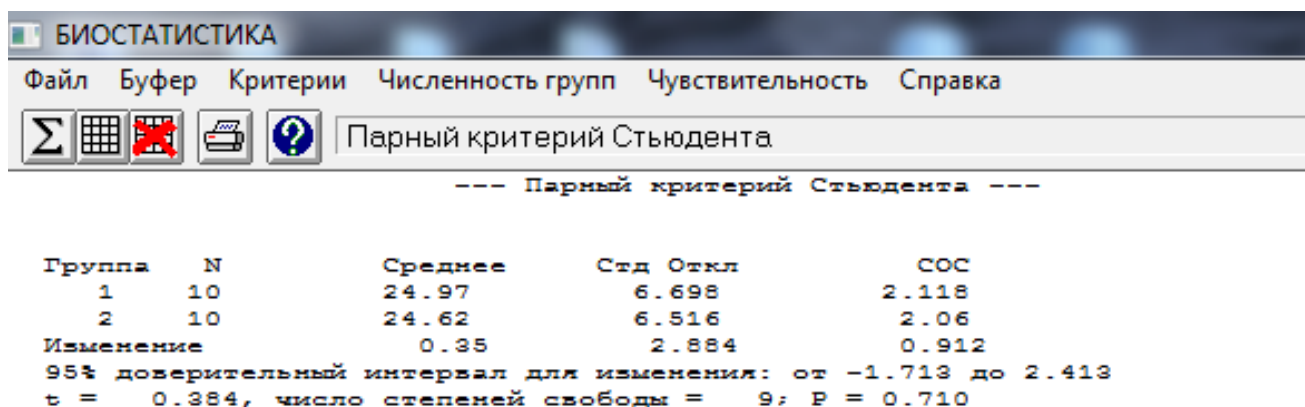 БИОСТАТИСТИКА
Файл Буфер Критерии Численность групп Чувствительность Справка
Σ ? Парный критерий Стьюдента
--- Парный критерий Стьюдента ---
Группа N Среднее Стд Откл СОС
1 10 24.97 6.698 2.118
2 10 24.62 6.516 2.06
Изменение 0.35 2.884 0.912
95% доверительный интервал для изменения: от -1.713 до 2.413
t = 0.384, число степеней свободы = 9; P = 0.710